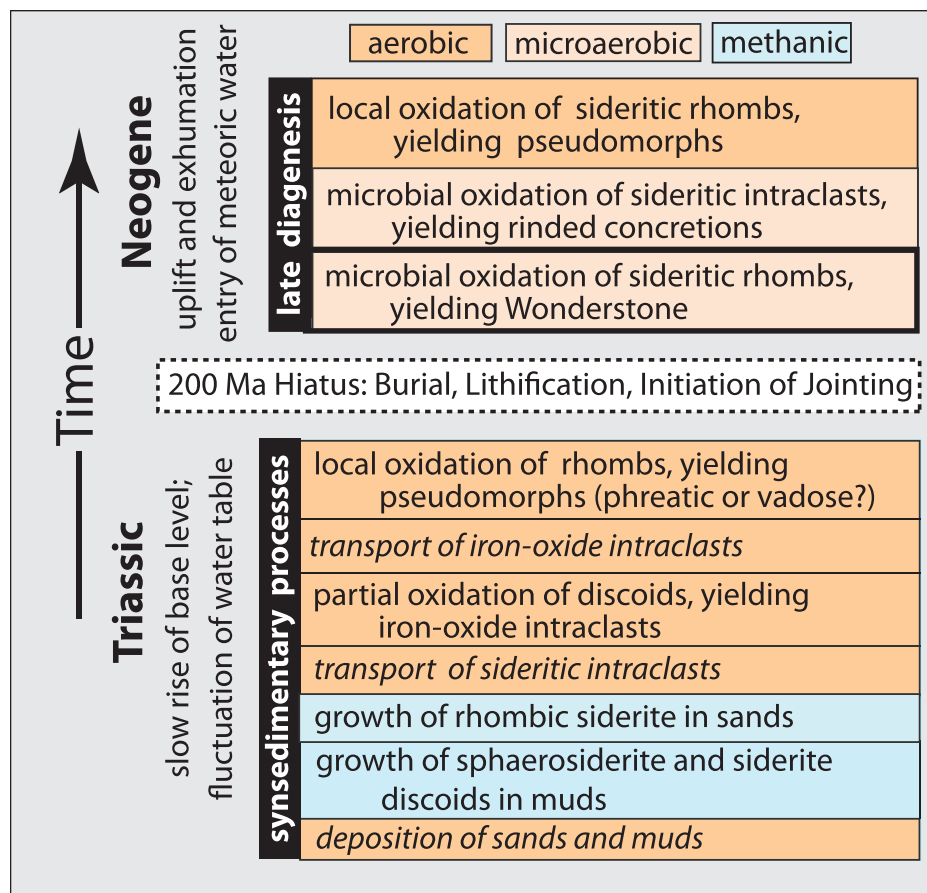 aerobic
microaerobic
methanic
Time
Neogene
uplift and exhumation
entry of meteoric water
late diagenesis
local oxidation of sideritic rhombs,
yielding pseudomorphs
microbial oxidation of sideritic intraclasts,
yielding rinded concretions
microbial oxidation of sideritic rhombs,
yielding Wonderstone
200 Ma Hiatus: Burial, Lithification, Initiation of Jointing
Triassic
slow rise of base level;
fluctuation of water table
synsedimentary processes
local oxidation of rhombs, yielding
pseudomorphs (phreatic or vadose?)
transport of iron-oxide intraclasts
partial oxidation of discoids, yielding
iron-oxide intraclasts
transport of sideritic intraclasts
growth of rhombic siderite in sands
growth of sphaerosiderite and siderite
discoids in muds
deposition of sands and muds